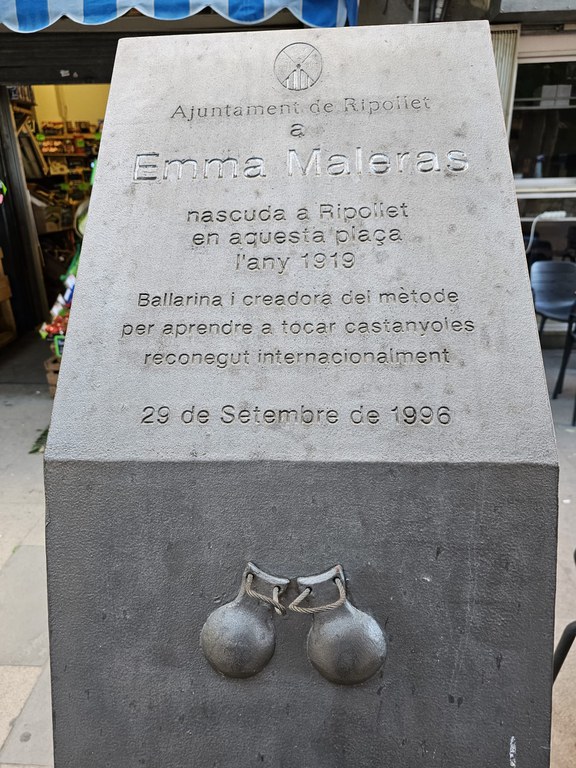 Ajuntament de Ripollet
a
Emma Maleras
nascuda a Ripollet
en aquesta plaça
l'any 1919
Ballarina i creadora del mètode
per aprendre a tocar castanyoles
reconegut internacionalment
29 de Setembre de 1996